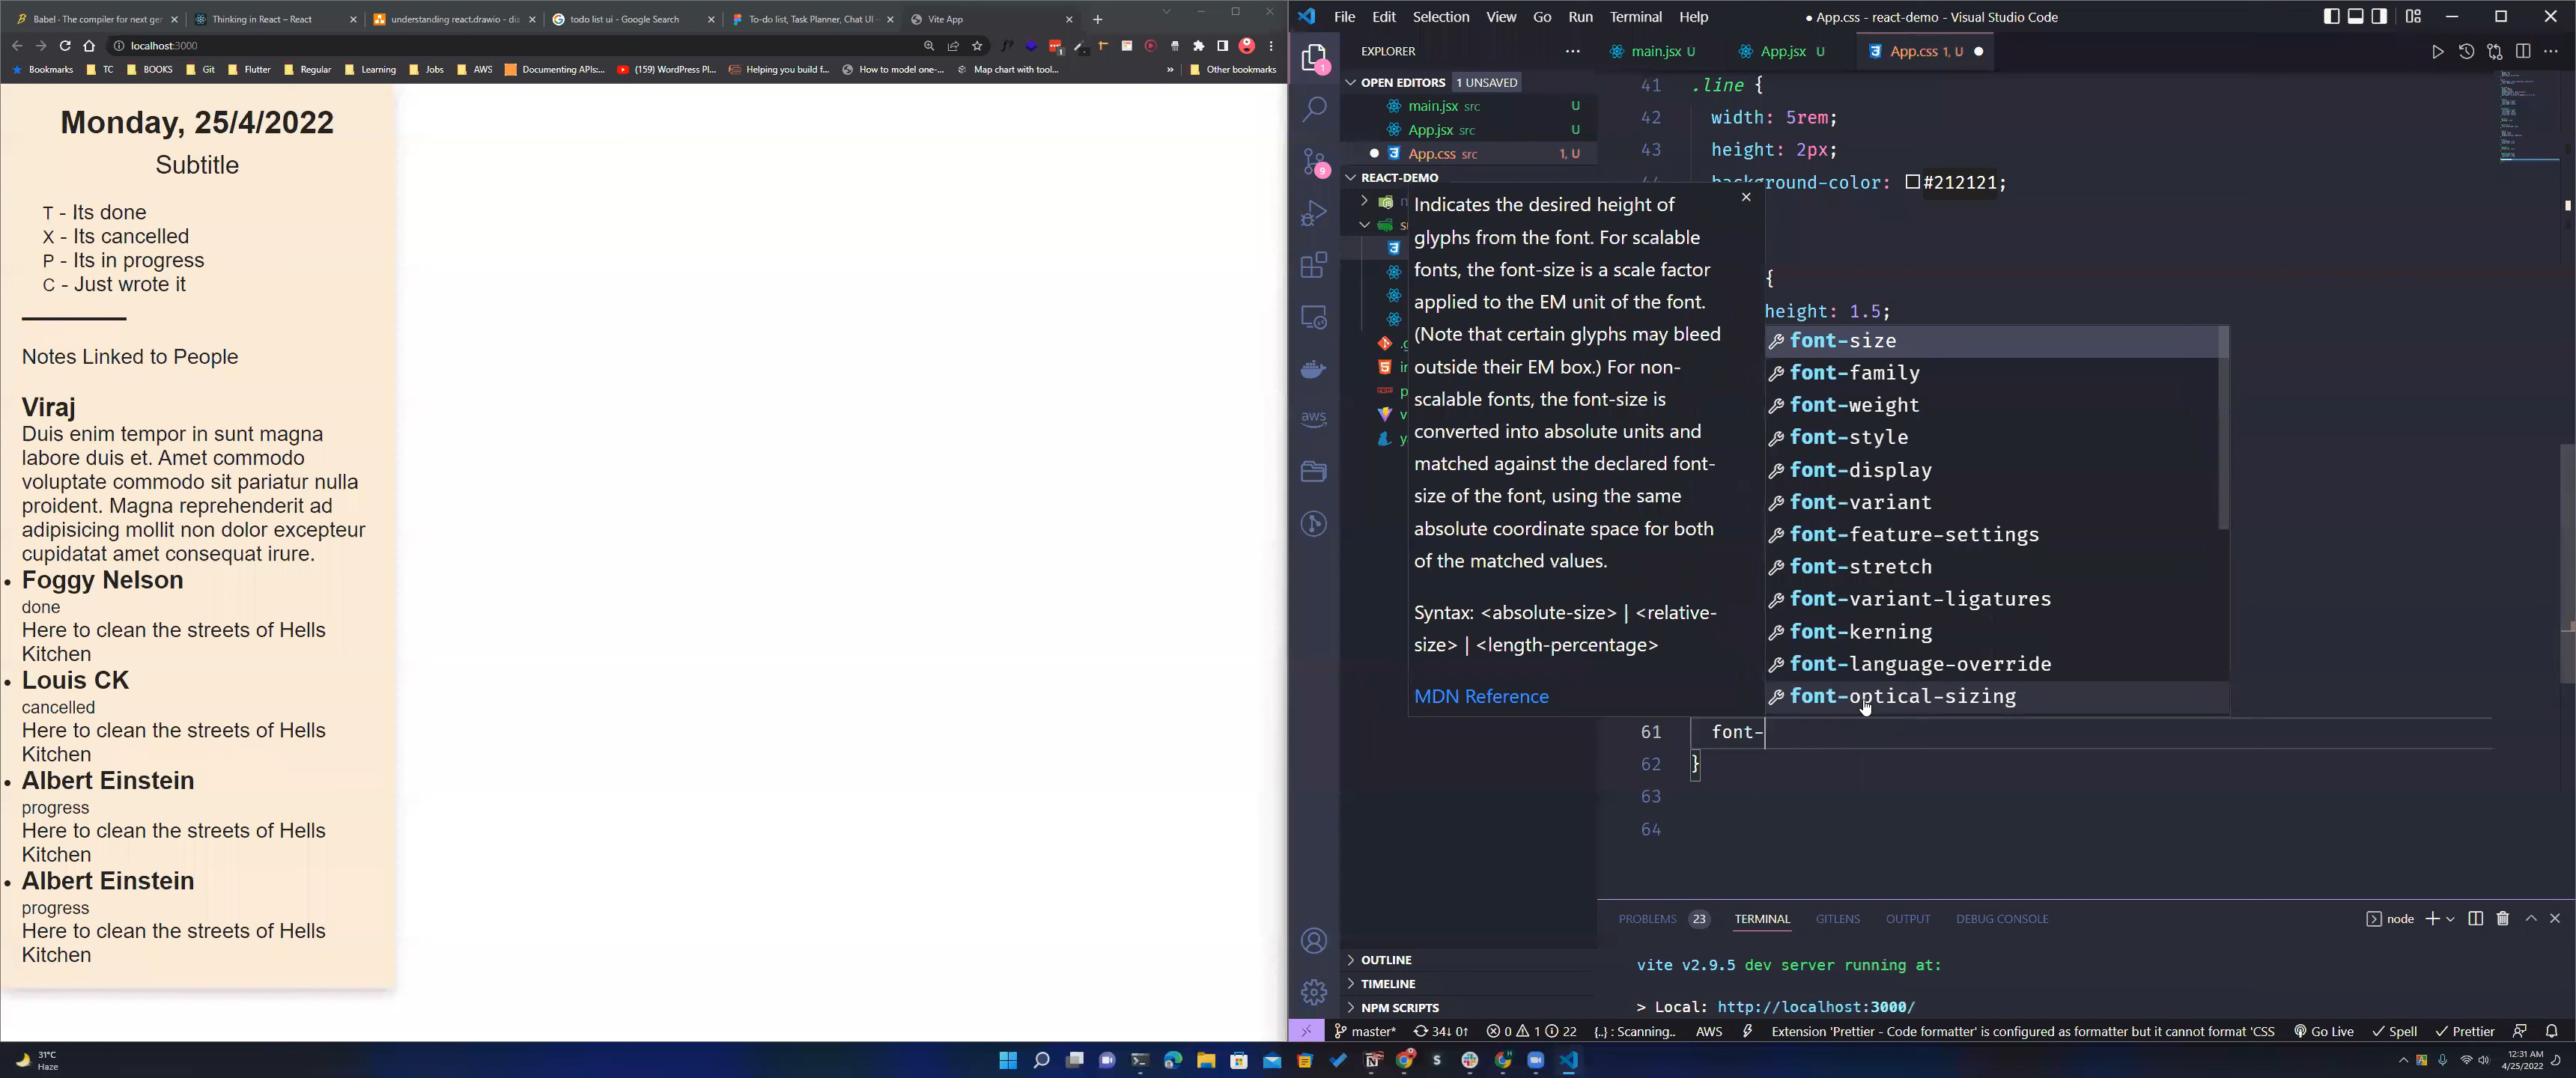 Babel · The compiler for next ger
Thinking in React – React
understanding react.drawio - dia
todo list ui - Google Search
To-do list, Task Planner, Chat UI –
Vite App
localhost:3000
Bookmarks
TC
BOOKS
Git
Flutter
Regular
Learning
Jobs
AWS
Documenting APIs:...
(159) WordPress Pl...
Helping you build f...
How to model one-...
Map chart with tool...
»
Other bookmarks
Monday, 25/4/2022
Subtitle
T - Its done
X - Its cancelled
P - Its in progress
C - Just wrote it
Notes Linked to People
Viraj
Duis enim tempor in sunt magna
labore duis et. Amet commodo
voluptate commodo sit pariatur nulla
proident. Magna reprehenderit ad
adipisicing mollit non dolor excepteur
cupidatat amet consequat irure.
• Foggy Nelson
done
Here to clean the streets of Hells
Kitchen
• Louis CK
cancelled
Here to clean the streets of Hells
Kitchen
• Albert Einstein
progress
Here to clean the streets of Hells
Kitchen
• Albert Einstein
progress
Here to clean the streets of Hells
Kitchen
File Edit Selection View Go Run Terminal Help
● App.css - react-demo - Visual Studio Code
EXPLORER
main.jsx U
App.jsx U
App.css 1, U ●
OPEN EDITORS 1 UNSAVED
main.jsx src U
App.jsx src U
App.css src 1, U
REACT-DEMO
1
9
aws
41 .line {
42 width: 5rem;
43 height: 2px;
background-color: #212121;
{
height: 1.5;
Indicates the desired height of
glyphs from the font. For scalable
fonts, the font-size is a scale factor
applied to the EM unit of the font.
(Note that certain glyphs may bleed
outside their EM box.) For non-
scalable fonts, the font-size is
converted into absolute units and
matched against the declared font-
size of the font, using the same
absolute coordinate space for both
of the matched values.
Syntax: <absolute-size> | <relative-
size> | <length-percentage>
MDN Reference
font-size
font-family
font-weight
font-style
font-display
font-variant
font-feature-settings
font-stretch
font-variant-ligatures
font-kerning
font-language-override
font-optical-sizing
61 font-
62 }
63
64
PROBLEMS 23 TERMINAL GITLENS OUTPUT DEBUG CONSOLE
node
vite v2.9.5 dev server running at:
> Local: http://localhost:3000/
OUTLINE
TIMELINE
NPM SCRIPTS
master* 34↓ 0↑ 0 1 22 {..} : Scanning.. AWS Extension 'Prettier - Code formatter' is configured as formatter but it cannot format 'CSS Go Live Spell Prettier
31°C
Haze
12:31 AM
4/25/2022